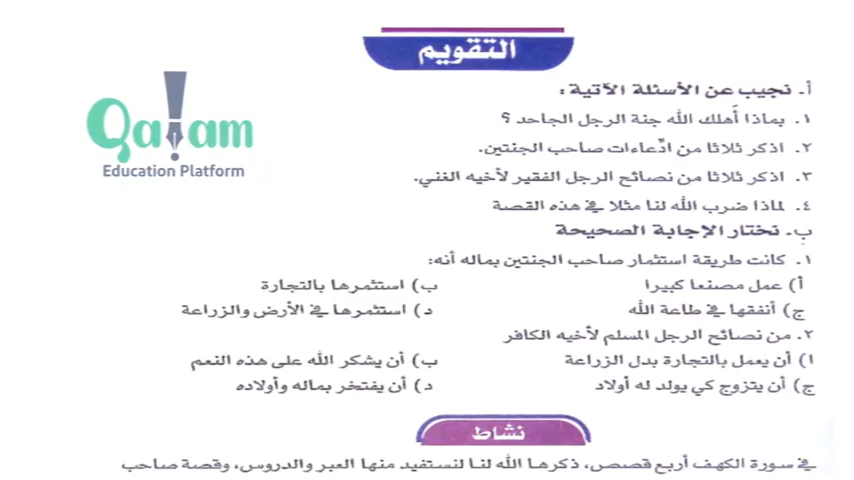 التقويم
Qalam
Education Platform
أ- نجيب عن الأسئلة الآتية :
١. بماذا أَهلك الله جنة الرجل الجاحد ؟
٢. اذكر ثلاثا من ادّعاءات صاحب الجنتين.
٣. اذكر ثلاثا من نصائح الرجل الفقير لأخيه الغني.
٤. لماذا ضرب الله لنا مثلا في هذه القصة
ب- نختار الإجابة الصحيحة
١. كانت طريقة استثمار صاحب الجنتين بماله أنه:
أ) عمل مصنعا كبيرا ب) استثمرها بالتجارة
ج) أنفقها في طاعة الله د) استثمرها في الأرض والزراعة
٢. من نصائح الرجل المسلم لأخيه الكافر
ا) أن يعمل بالتجارة بدل الزراعة ب) أن يشكر الله على هذه النعم
ج) أن يتزوج كي يولد له أولاد د) أن يفتخر بماله وأولاده
نشاط
في سورة الكهف أربع قصص، ذكرها الله لنا لنستفيد منها العبر والدروس، وقصة صاحب